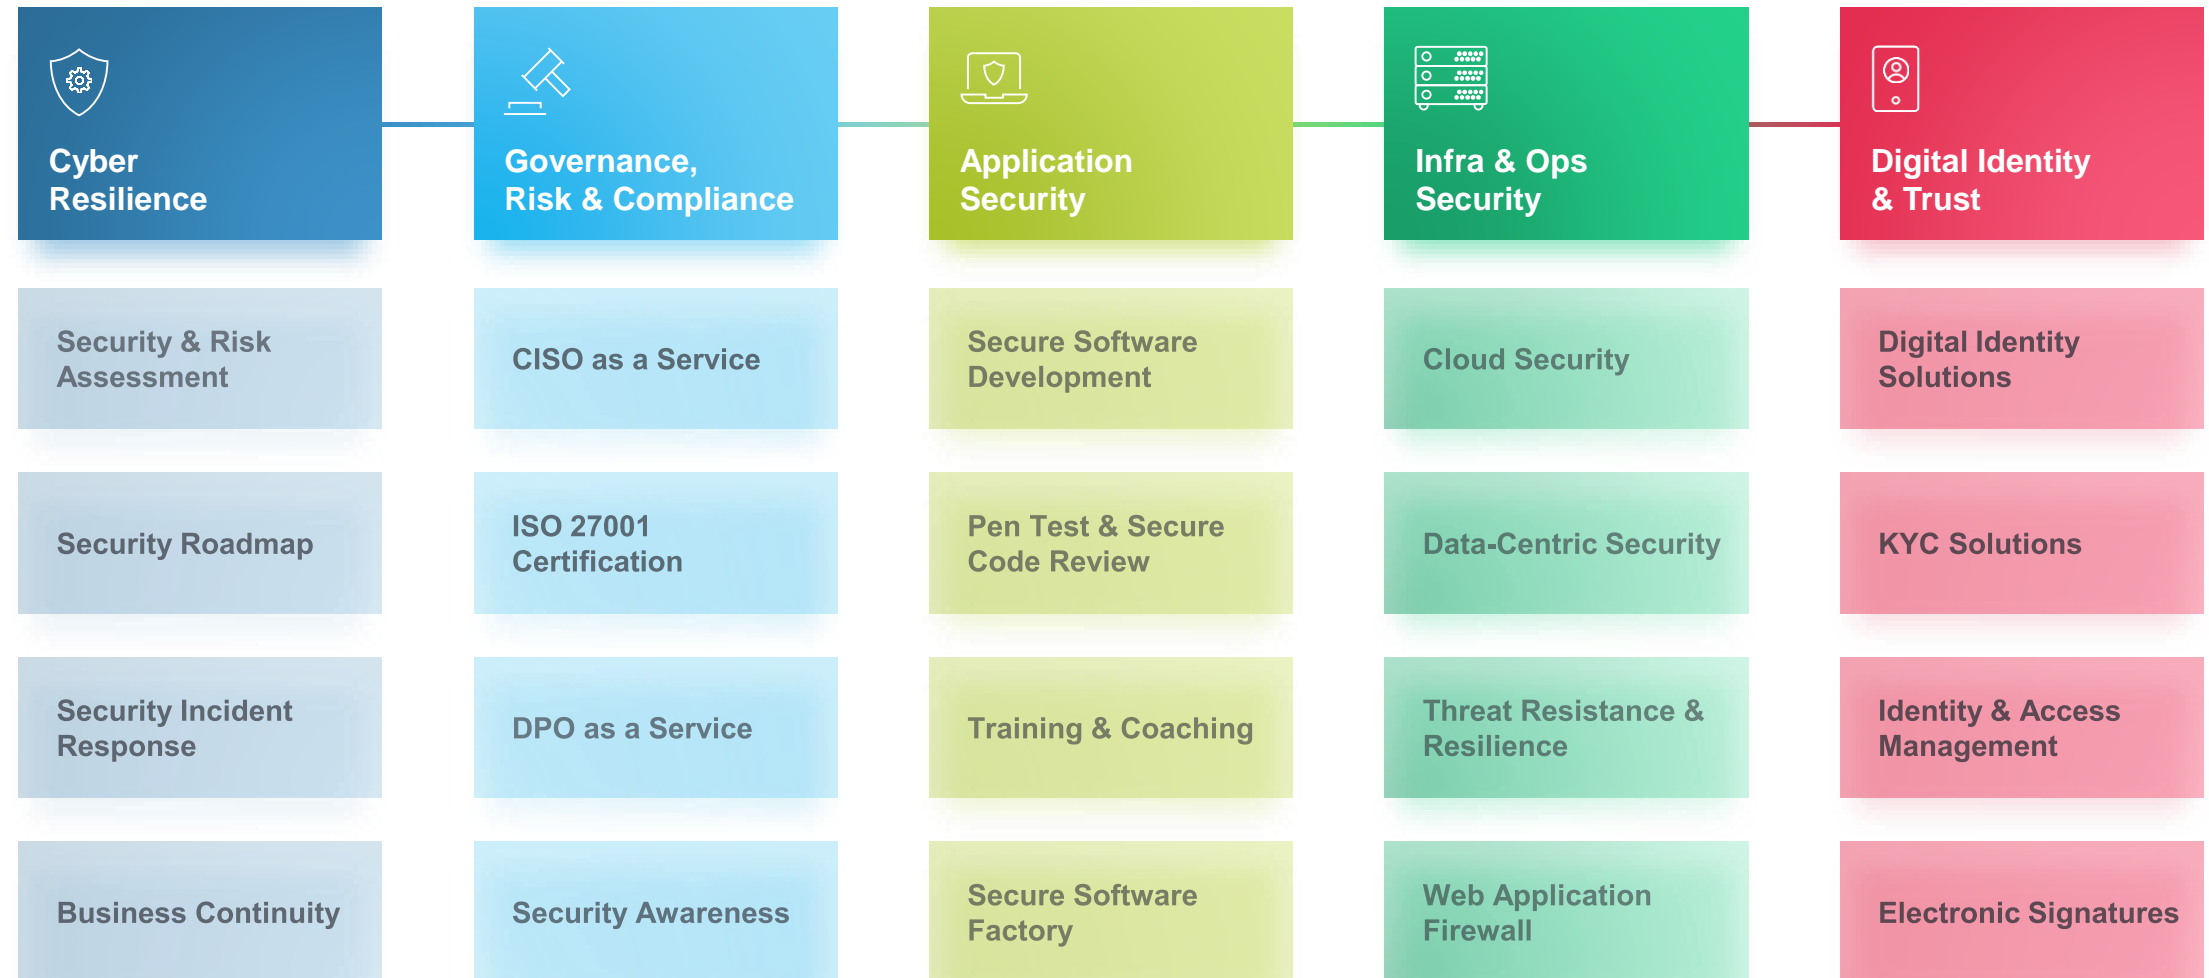 Cyber
Resilience
Governance,
Risk & Compliance
Application
Security
Infra & Ops
Security
Digital Identity
& Trust
Security & Risk
Assessment
CISO as a Service
Secure Software
Development
Cloud Security
Digital Identity
Solutions
Security Roadmap
ISO 27001
Certification
Pen Test & Secure
Code Review
Data-Centric Security
KYC Solutions
Security Incident
Response
DPO as a Service
Training & Coaching
Threat Resistance &
Resilience
Identity & Access
Management
Business Continuity
Security Awareness
Secure Software
Factory
Web Application
Firewall
Electronic Signatures